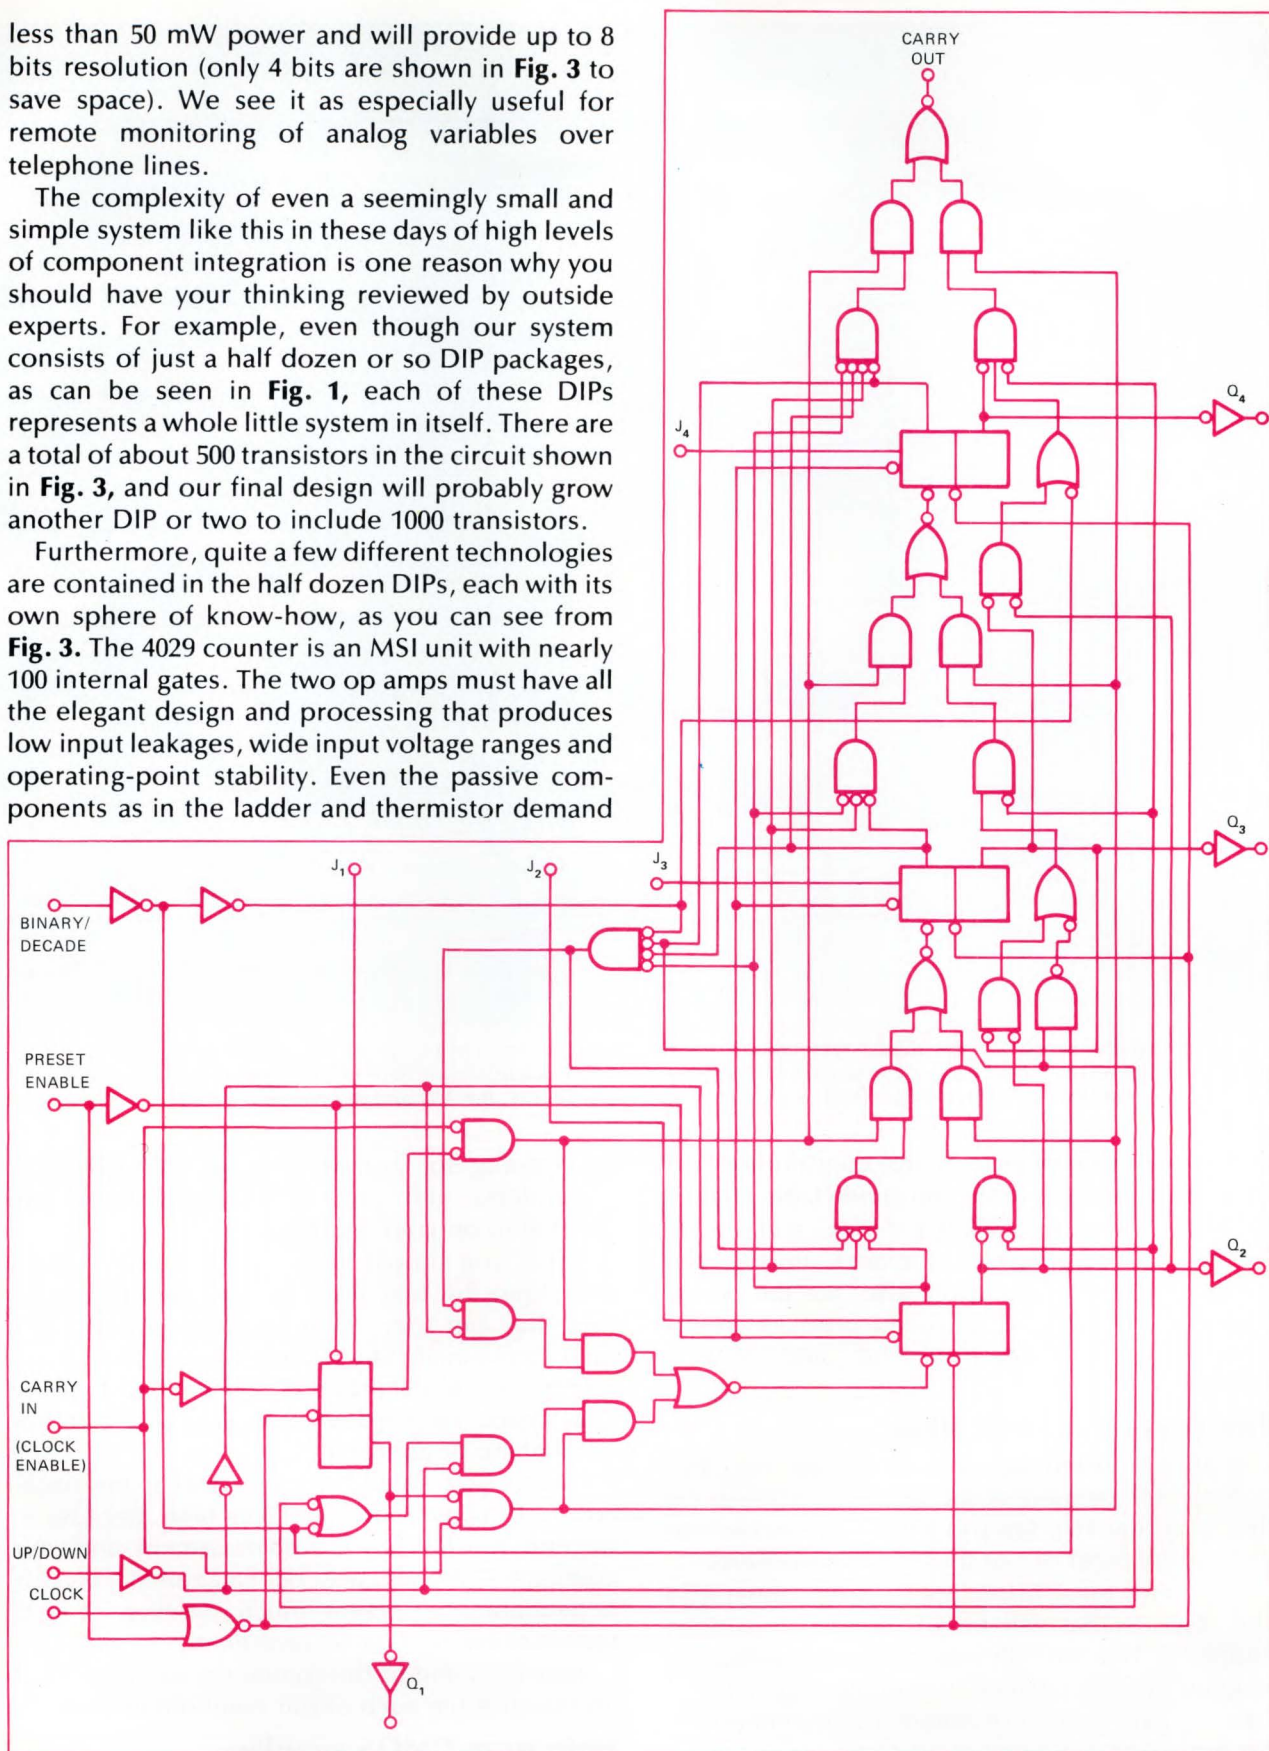 less than 50 mW power and will provide up to 8
bits resolution (only 4 bits are shown in Fig. 3 to
save space). We see it as especially useful for
remote monitoring of analog variables over
telephone lines.
The complexity of even a seemingly small and
simple system like this in these days of high levels
of component integration is one reason why you
should have your thinking reviewed by outside
experts. For example, even though our system
consists of just a half dozen or so DIP packages,
as can be seen in Fig. 1, each of these DIPs
represents a whole little system in itself. There are
a total of about 500 transistors in the circuit shown
in Fig. 3, and our final design will probably grow
another DIP or two to include 1000 transistors.
Furthermore, quite a few different technologies
are contained in the half dozen DIPs, each with its
own sphere of know-how, as you can see from
Fig. 3. The 4029 counter is an MSI unit with nearly
100 internal gates. The two op amps must have all
the elegant design and processing that produces
low input leakages, wide input voltage ranges and
operating-point stability. Even the passive com-
ponents as in the ladder and thermistor demand
CARRY
OUT
Q4
J4
Q3
J1
J2
J3
BINARY/
DECADE
PRESET
ENABLE
Q2
CARRY
IN
(CLOCK
ENABLE)
UP/DOWN
CLOCK
Q1